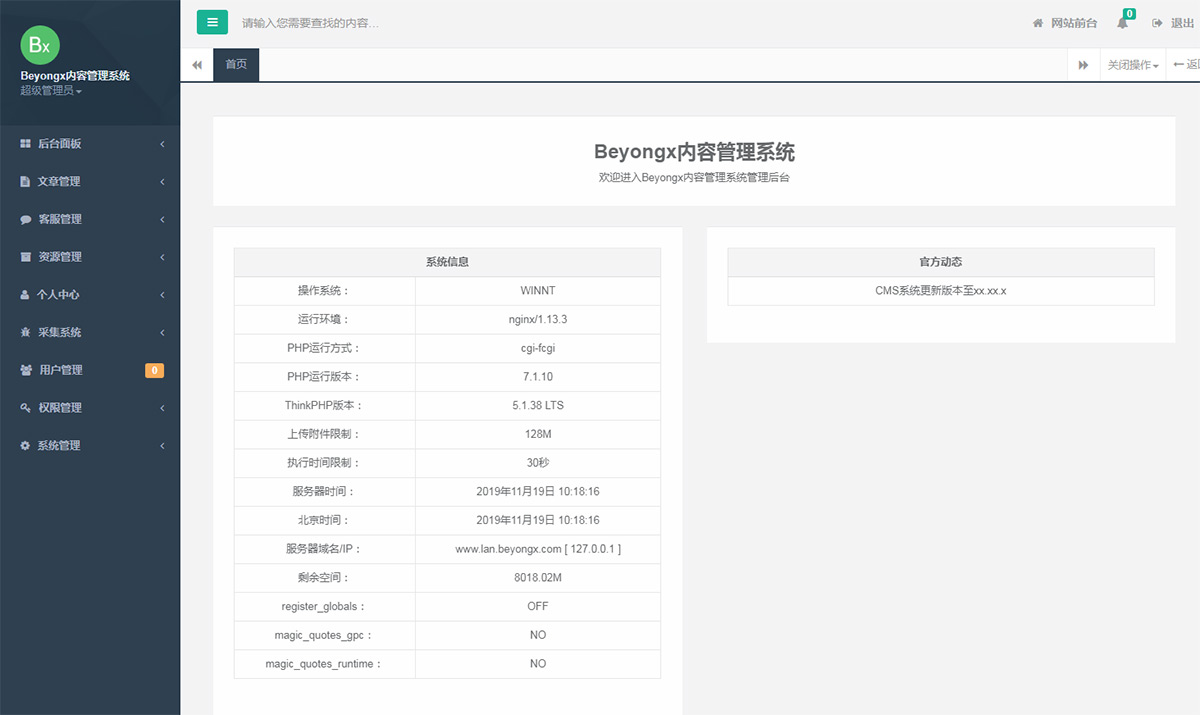 Bx
Beyongx内容管理系统
超级管理员
后台面板
文章管理
客服管理
资源管理
个人中心
采集系统
用户管理 0
权限管理
系统管理
请输入您需要查找的内容…
网站前台 0 退出
首页 关闭操作 返回
Beyongx内容管理系统
欢迎进入Beyongx内容管理系统管理后台
系统信息
操作系统： WINNT
运行环境： nginx/1.13.3
PHP运行方式： cgi-fcgi
PHP运行版本： 7.1.10
ThinkPHP版本： 5.1.38 LTS
上传附件限制： 128M
执行时间限制： 30秒
服务器时间： 2019年11月19日 10:18:16
北京时间： 2019年11月19日 10:18:16
服务器域名/IP： www.lan.beyongx.com [ 127.0.0.1 ]
剩余空间： 8018.02M
register_globals： OFF
magic_quotes_gpc： NO
magic_quotes_runtime： NO
官方动态
CMS系统更新版本至xx.xx.x